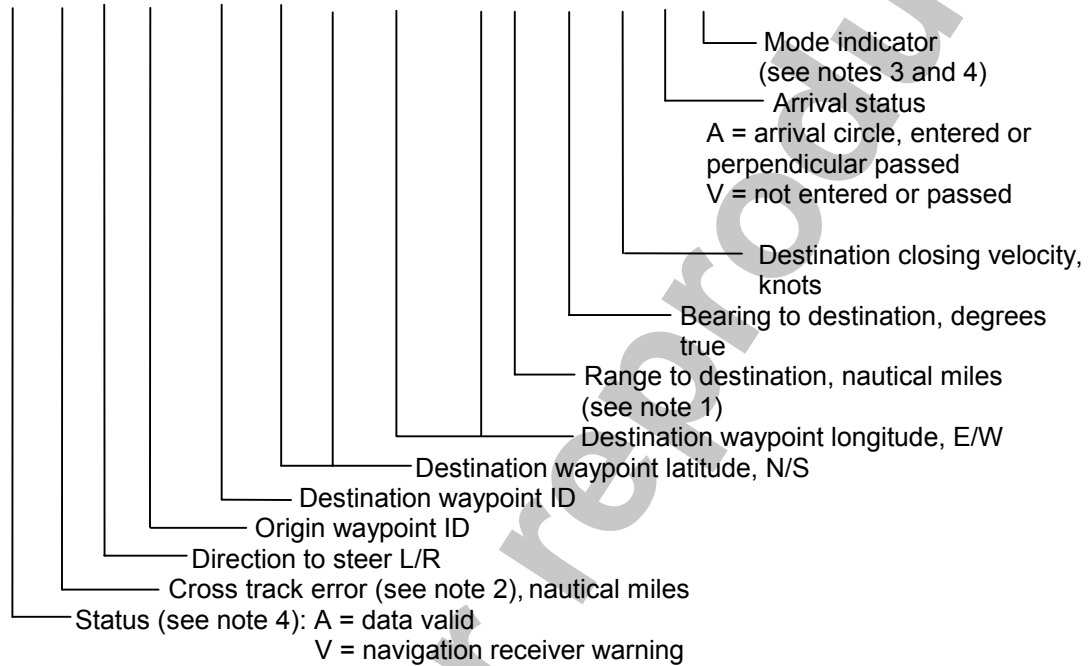 Mode indicator
(see notes 3 and 4)
Arrival status
A = arrival circle, entered or
perpendicular passed
V = not entered or passed
Destination closing velocity,
knots
Bearing to destination, degrees
true
Range to destination, nautical miles
(see note 1)
Destination waypoint longitude, E/W
Destination waypoint latitude, N/S
Destination waypoint ID
Origin waypoint ID
Direction to steer L/R
Cross track error (see note 2), nautical miles
Status (see note 4): A = data valid
V = navigation receiver warning
r reprodu